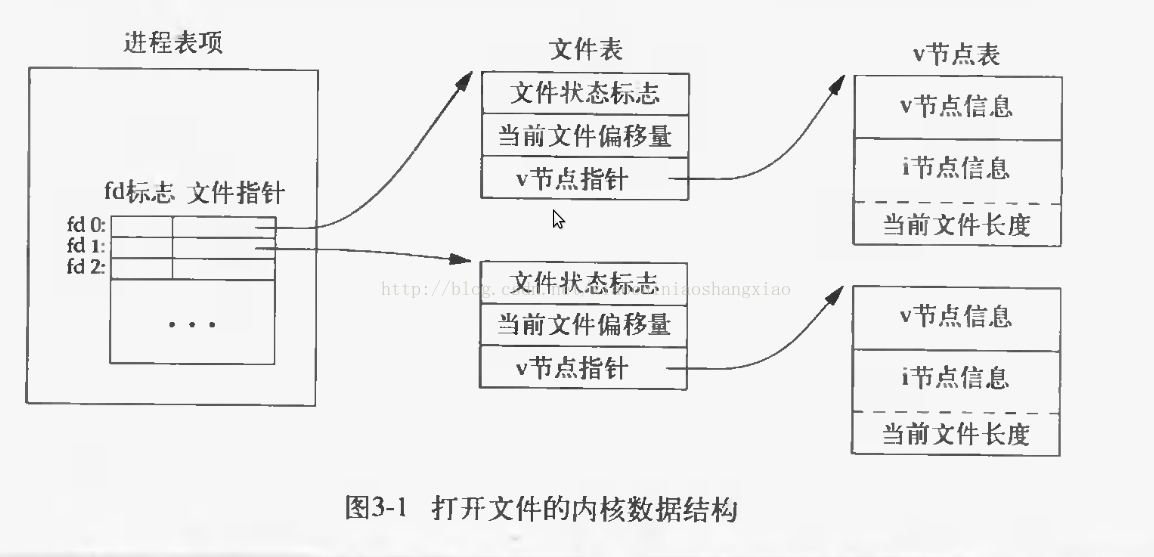 进程表项
fd标志 文件指针
fd 0:
fd 1:
fd 2:
• • •
文件表
文件状态标志
当前文件偏移量
v节点指针
文件状态标志
当前文件偏移量
v节点指针
v节点表
v节点信息
i节点信息
当前文件长度
v节点信息
i节点信息
当前文件长度
图3-1 打开文件的内核数据结构